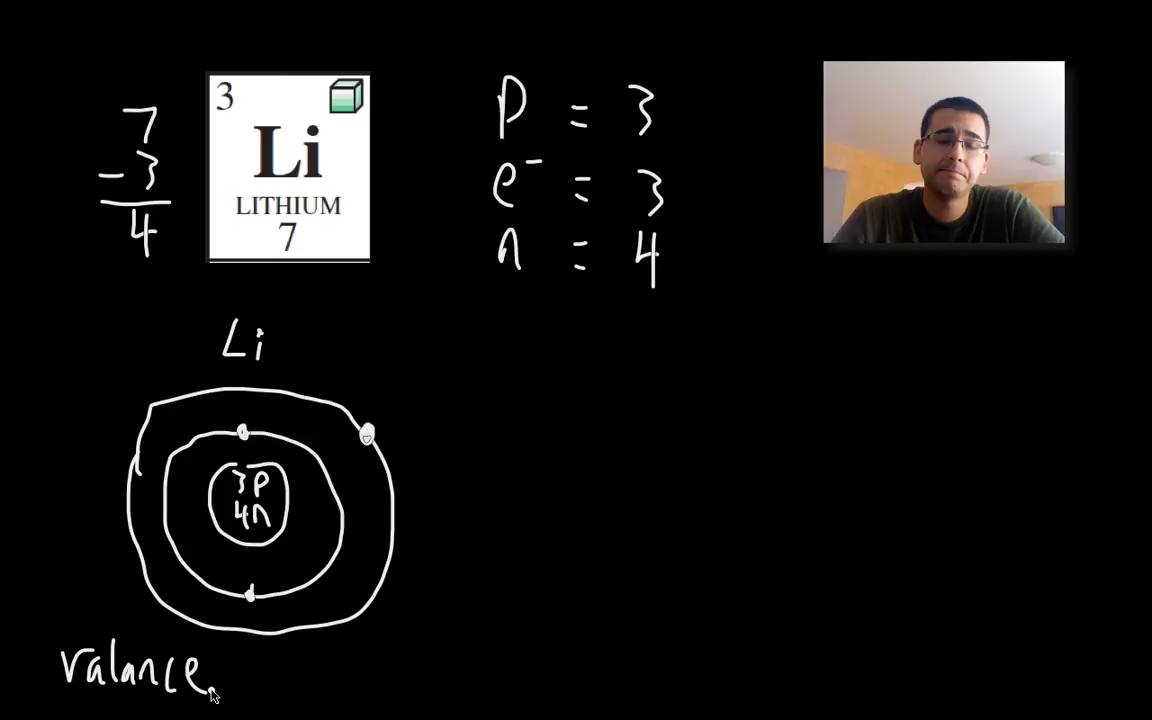 7
- 3
4
3
Li
LITHIUM
7
P = 3
e⁻ = 3
n = 4
Li
3P
4n
valance